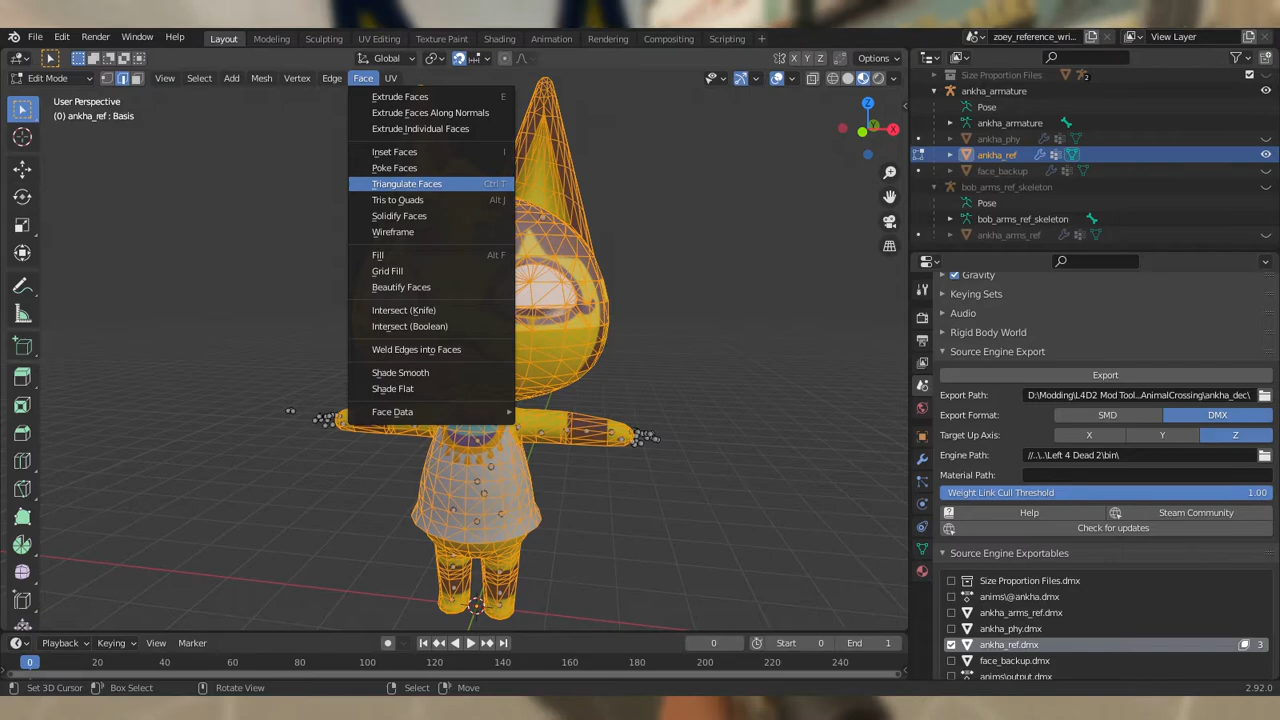 File Edit Render Window Help Layout Modeling Sculpting UV Editing Texture Paint Shading Animation Rendering Compositing Scripting + zoey_reference_wri... View Layer
Global Options
Edit Mode View Select Add Mesh Vertex Edge Face UV
X Y Z
User Perspective
(0) ankha_ref : Basis
Extrude Faces E
Extrude Faces Along Normals
Extrude Individual Faces
Inset Faces I
Poke Faces
Triangulate Faces Ctrl T
Tris to Quads Alt J
Solidify Faces
Wireframe
Fill Alt F
Grid Fill
Beautify Faces
Intersect (Knife)
Intersect (Boolean)
Weld Edges into Faces
Shade Smooth
Shade Flat
Face Data
Z
Y
X
Size Proportion Files 2
ankha_armature
Pose
ankha_armature
ankha_phy
ankha_ref
face_backup
bob_arms_ref_skeleton
Pose
bob_arms_ref_skeleton
ankha_arms_ref
Gravity
Keying Sets
Audio
Rigid Body World
Source Engine Export
Export
Export Path: D:\Modding\L4D2 Mod Tool...AnimalCrossing\ankha_dec\
Export Format: SMD DMX
Target Up Axis: X Y Z
Engine Path: //..\..\Left 4 Dead 2\bin\
Material Path:
Weight Link Cull Threshold 1.00
Help Steam Community
Check for updates
Source Engine Exportables
Size Proportion Files.dmx
anims\@ankha.dmx
ankha_arms_ref.dmx
ankha_phy.dmx
ankha_ref.dmx 3
face_backup.dmx
anims\output.dmx
Playback Keying View Marker 0 Start 0 End 1
0 20 40 60 80 100 120 140 160 180 200 220 240
Set 3D Cursor Box Select Rotate View Select Move 2.92.0